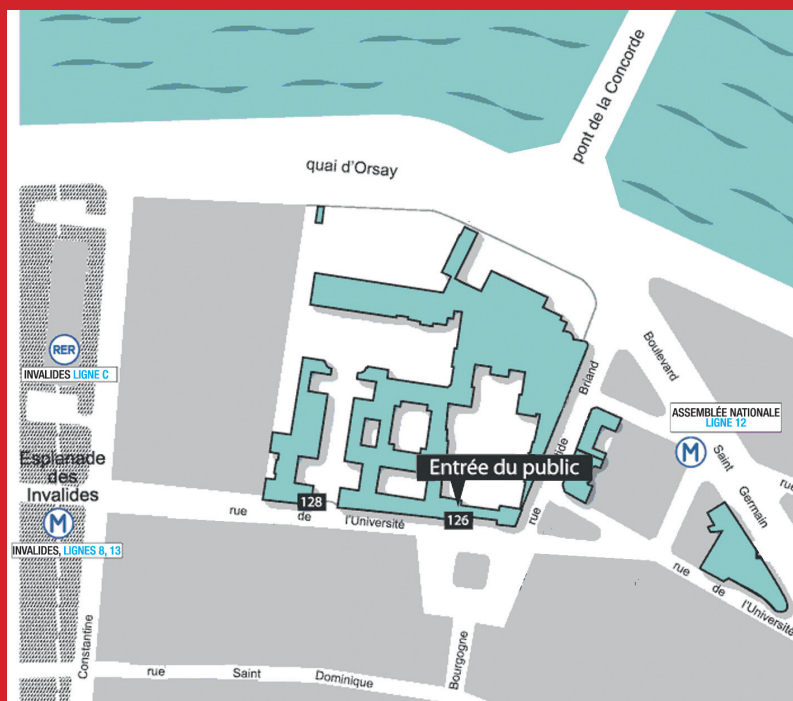 pont de la Concorde
quai d'Orsay
RER
INVALIDES LIGNE C
Boulevard
Briand
ASSEMBLÉE NATIONALE
LIGNE 12
M
Saint
Germain
rue
Esplanade
des
Invalides
Entrée du public
ide
rue
128
126
rue
de
l'Université
M
INVALIDES, LIGNES 8, 13
rue
de
l'Université
Constantine
rue
Saint
Dominique
Bourgogne